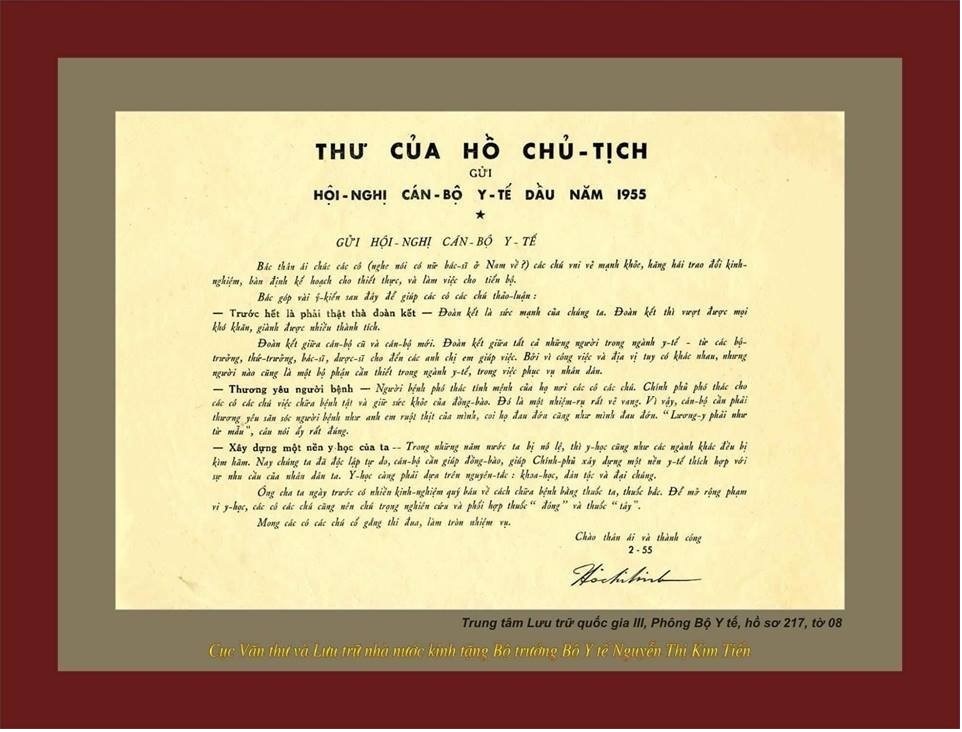 THƯ CỦA HỒ CHỦ-TỊCH
GỬI
HỘI-NGHỊ CÁN-BỘ Y-TẾ ĐẦU NĂM 1955
GỬI HỘI-NGHỊ CÁN-BỘ Y-TẾ
Bác thân ái chúc các cô (nghe nói có nữ bác-sĩ ở Nam về?) các chú vui vẻ mạnh khỏe, hăng hái trao đổi kinh-
nghiệm, bàn định kế hoạch cho thiết thực, và làm việc cho tiến bộ.
Bác góp vài ý-kiến sau đây để giúp các cô các chú thảo-luận :
— Trước hết là phải thật thà đoàn kết — Đoàn kết là sức mạnh của chúng ta. Đoàn kết thì vượt được mọi
khó khăn, giành được nhiều thành tích.
Đoàn kết giữa cán-bộ cũ và cán-bộ mới. Đoàn kết giữa tất cả những người trong ngành y-tế - từ các bộ-
trưởng, thứ-trưởng, bác-sĩ, dược-sĩ cho đến các anh chị em giúp việc. Bởi vì công việc và địa vị tuy có khác nhau, nhưng
người nào cũng là một bộ phận cần thiết trong ngành y-tế, trong việc phục vụ nhân dân.
— Thương yêu người bệnh — Người bệnh phó thác tính mệnh của họ nơi các cô các chú. Chính phủ phó thác cho
các cô các chú việc chữa bệnh tật và giữ sức khỏe của đồng-bào. Đó là một nhiệm-vụ rất vẻ vang. Vì vậy, cán-bộ cần phải
thương yêu săn sóc người bệnh như anh em ruột thịt của mình, coi họ đau đớn cũng như mình đau đớn. “Lương-y phải như
từ mẫu”, câu nói ấy rất đúng.
— Xây dựng một nền y-học của ta -- Trong những năm nước ta bị nô lệ, thì y-học cũng như các ngành khác đều bị
kìm hãm. Nay chúng ta đã độc lập tự do, cán-bộ cần giúp đồng-bào, giúp Chính-phủ xây dựng một nền y-tế thích hợp với
sự nhu cầu của nhân dân ta. Y-học càng phải dựa trên nguyên-tắc : khoa-học, dân tộc và đại chúng.
Ông cha ta ngày trước có nhiều kinh-nghiệm quý báu về cách chữa bệnh bằng thuốc ta, thuốc bắc. Để mở rộng phạm
vi y-học, các cô các chú cũng nên chú trọng nghiên cứu và phối hợp thuốc “ đông” và thuốc “tây”.
Mong các cô các chú cố gắng thi đua, làm tròn nhiệm vụ.
Chào thân ái và thành công
2 - 55
Hồ Chí Minh
Trung tâm Lưu trữ quốc gia III, Phông Bộ Y tế, hồ sơ 217, tờ 08
Cục Văn thư và Lưu trữ nhà nước kính tặng Bộ trưởng Bộ Y tế Nguyễn Thị Kim Tiến